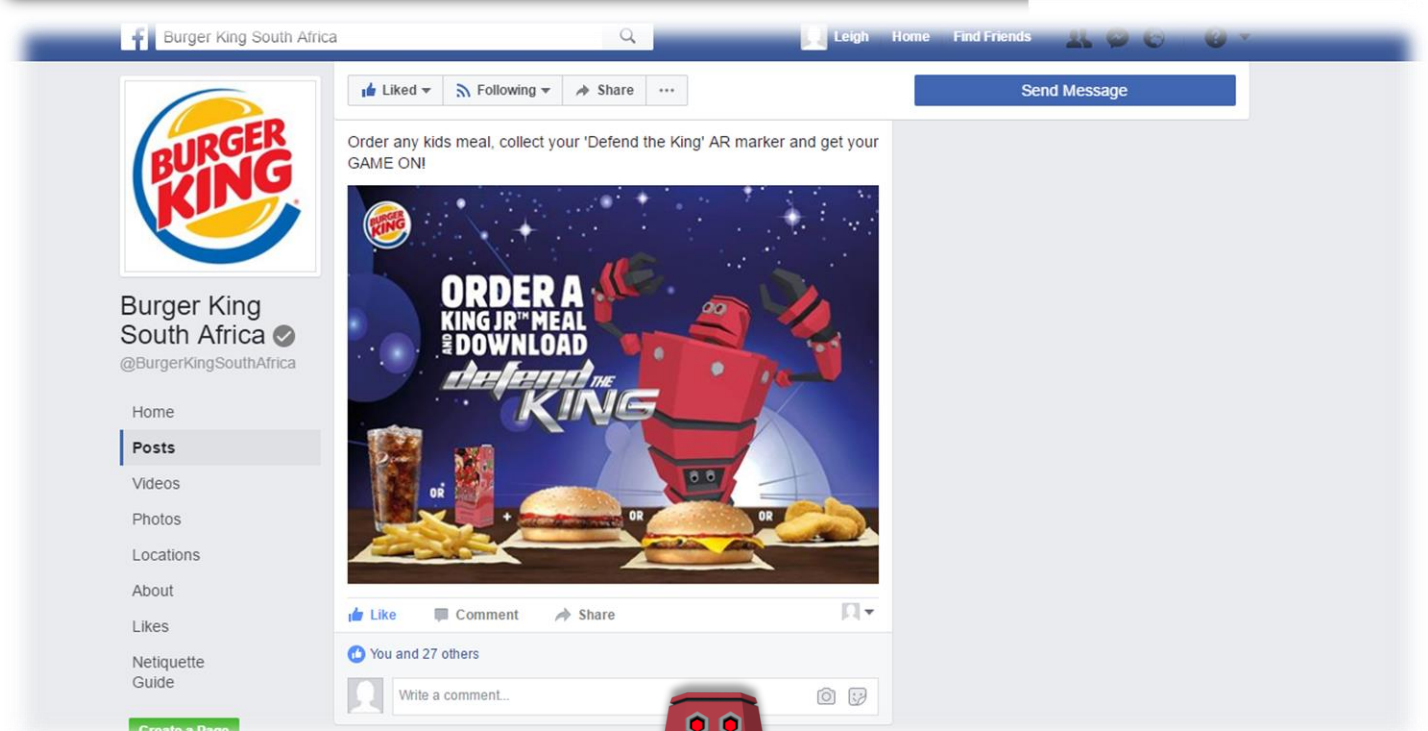 Burger King South Africa
Leigh Home Find Friends
BURGER
KING
Burger King
South Africa
@BurgerKingSouthAfrica
Home
Posts
Videos
Photos
Locations
About
Likes
Netiquette
Guide
Create a Page
Liked Following Share ...
Send Message
Order any kids meal, collect your 'Defend the King' AR marker and get your
GAME ON!
BURGER
KING
ORDER A
KING JR™ MEAL
AND DOWNLOAD
defend THE
KING
OR + OR OR
Like Comment Share
You and 27 others
Write a comment...